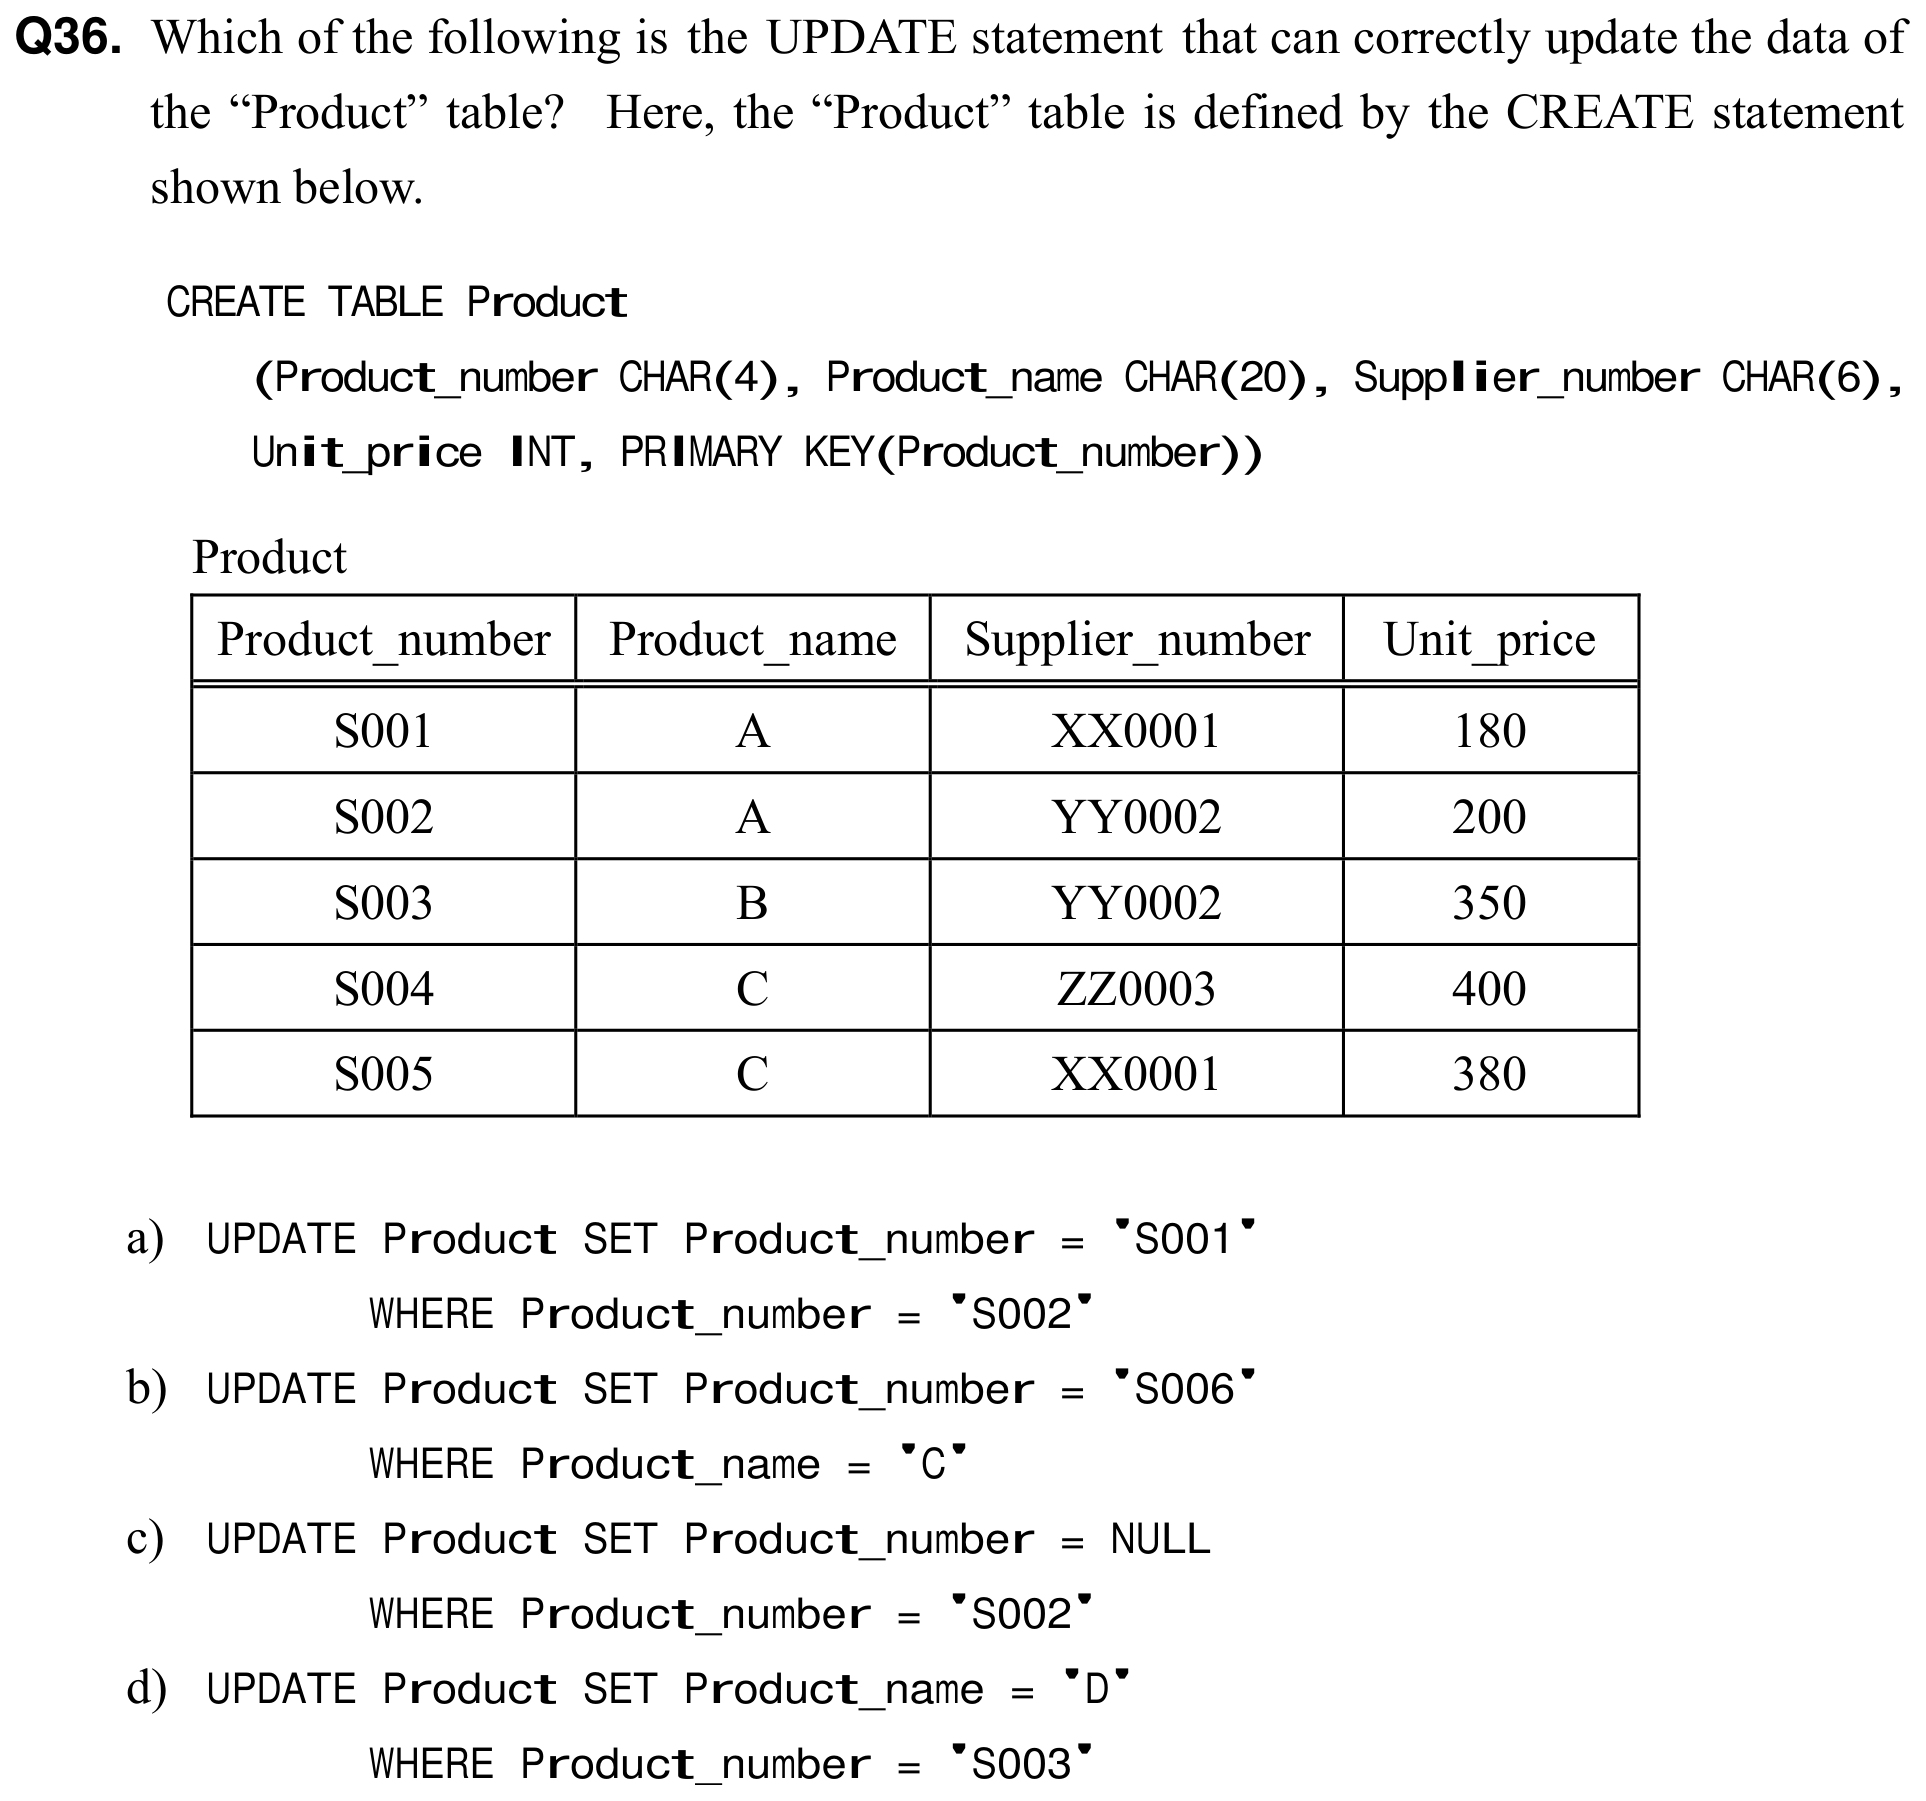 Q36. Which of the following is the UPDATE statement that can correctly update the data of
the “Product” table? Here, the “Product” table is defined by the CREATE statement
shown below.
CREATE TABLE Product
(Product_number CHAR(4), Product_name CHAR(20), Supplier_number CHAR(6),
Unit_price INT, PRIMARY KEY(Product_number))
Product
Product_number Product_name Supplier_number Unit_price
S001 A XX0001 180
S002 A YY0002 200
S003 B YY0002 350
S004 C ZZ0003 400
S005 C XX0001 380
a) UPDATE Product SET Product_number = 'S001'
WHERE Product_number = 'S002'
b) UPDATE Product SET Product_number = 'S006'
WHERE Product_name = 'C'
c) UPDATE Product SET Product_number = NULL
WHERE Product_number = 'S002'
d) UPDATE Product SET Product_name = 'D'
WHERE Product_number = 'S003'